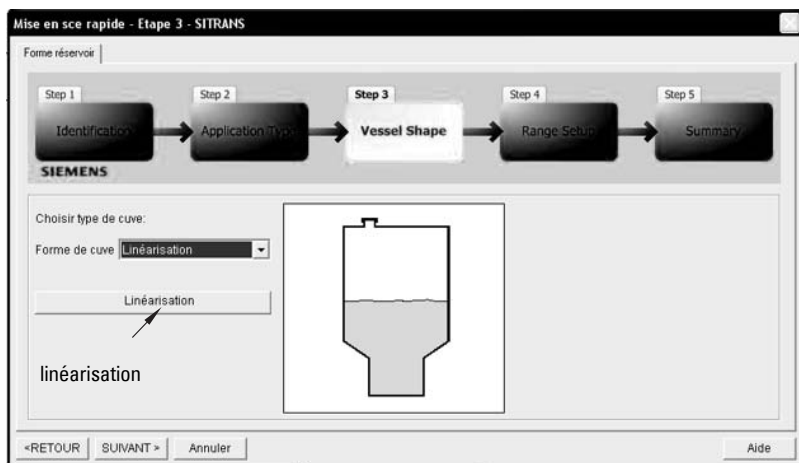 Mise en sce rapide - Etape 3 - SITRANS
Forme réservoir
Step 1
Step 2
Step 3
Step 4
Step 5
Identification
Application Type
Vessel Shape
Range Setup
Summary
SIEMENS
Choisir type de cuve:
Forme de cuve Linéarisation
Linéarisation
linéarisation
<RETOUR
SUIVANT >
Annuler
Aide